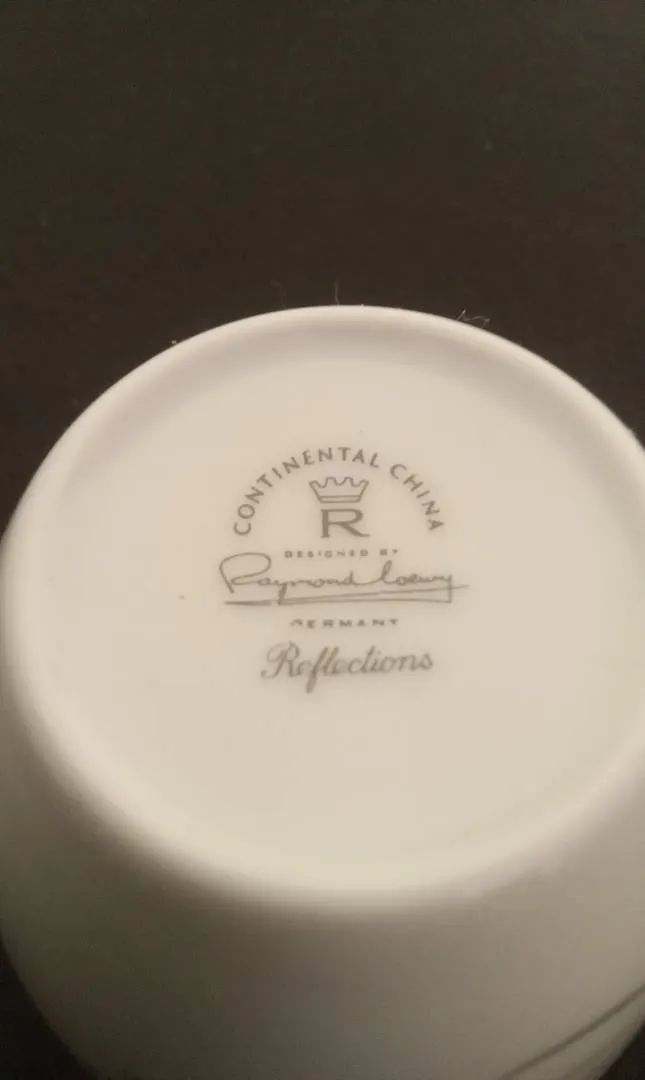 CONTINENTAL CHINA
R
DESIGNED BY
Raymond Loewy
GERMANY
Reflections